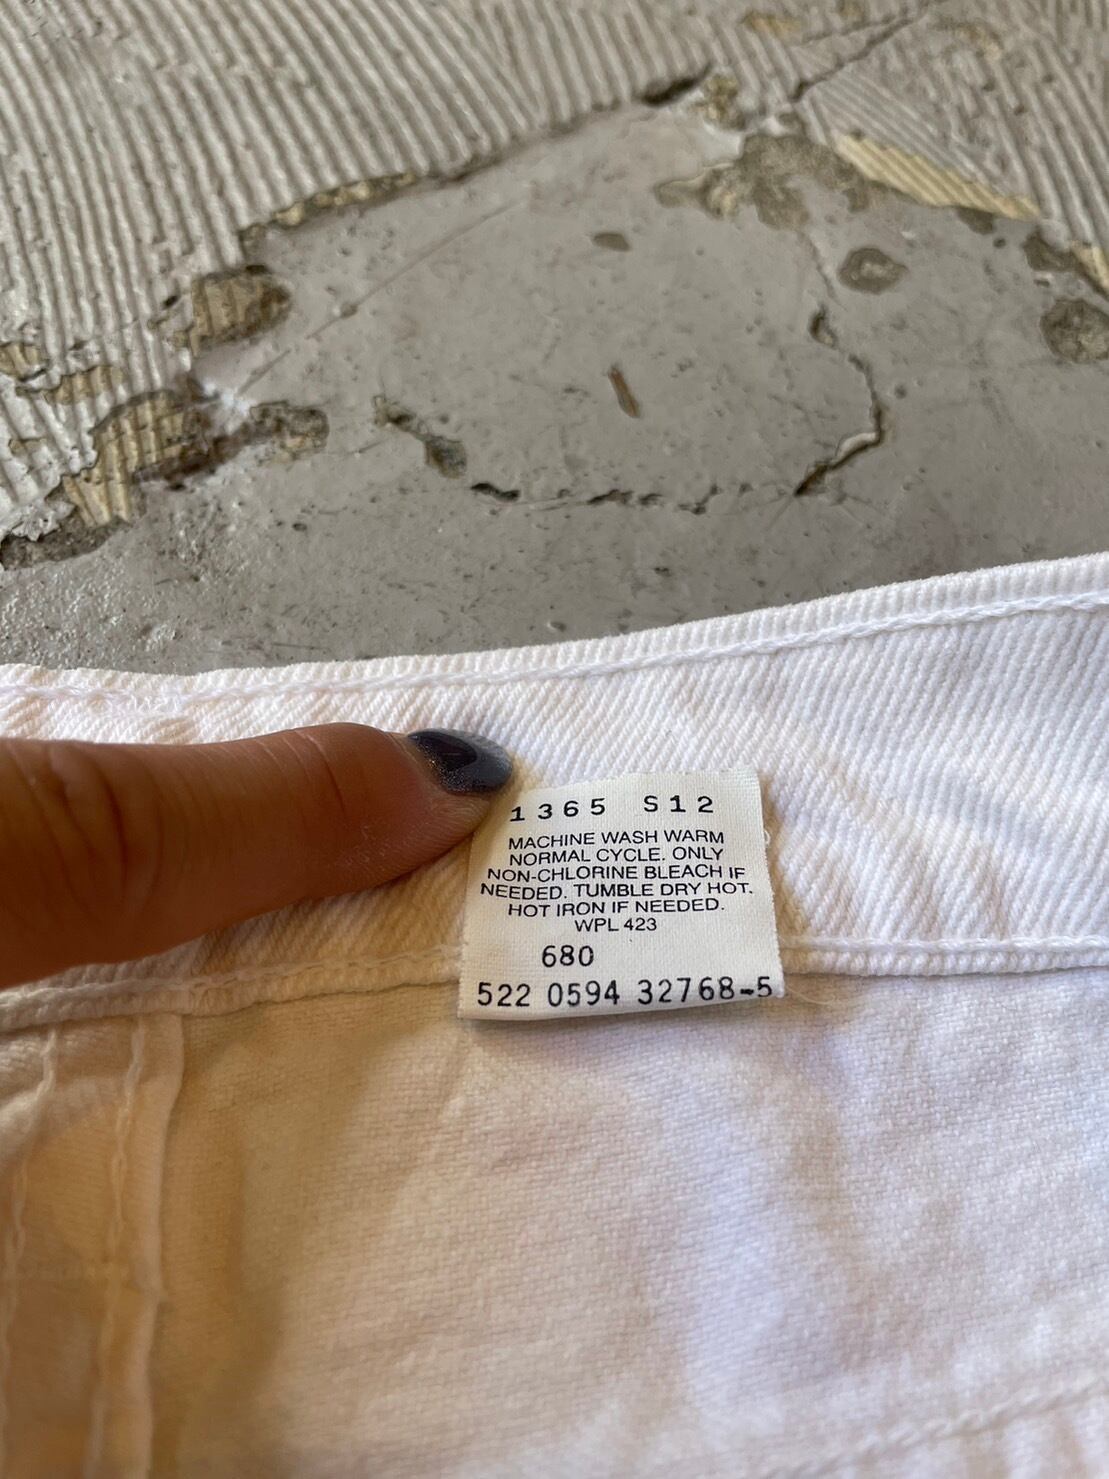 1365 S12
MACHINE WASH WARM
NORMAL CYCLE. ONLY
NON-CHLORINE BLEACH IF
NEEDED. TUMBLE DRY HOT.
HOT IRON IF NEEDED.
WPL 423
680
522 0594 32768-5